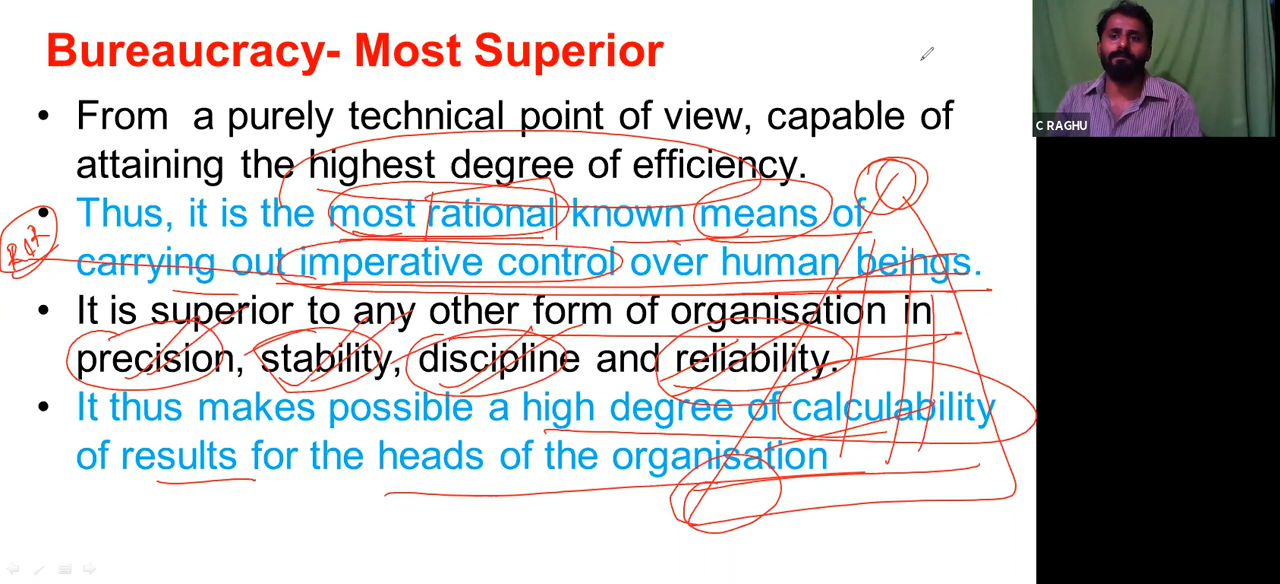 Bureaucracy- Most Superior
• From a purely technical point of view, capable of
attaining the highest degree of efficiency.
• Thus, it is the most rational known means of
carrying out imperative control over human beings.
• It is superior to any other form of organisation in
precision, stability, discipline and reliability.
• It thus makes possible a high degree of calculability
of results for the heads of the organisation
C RAGHU